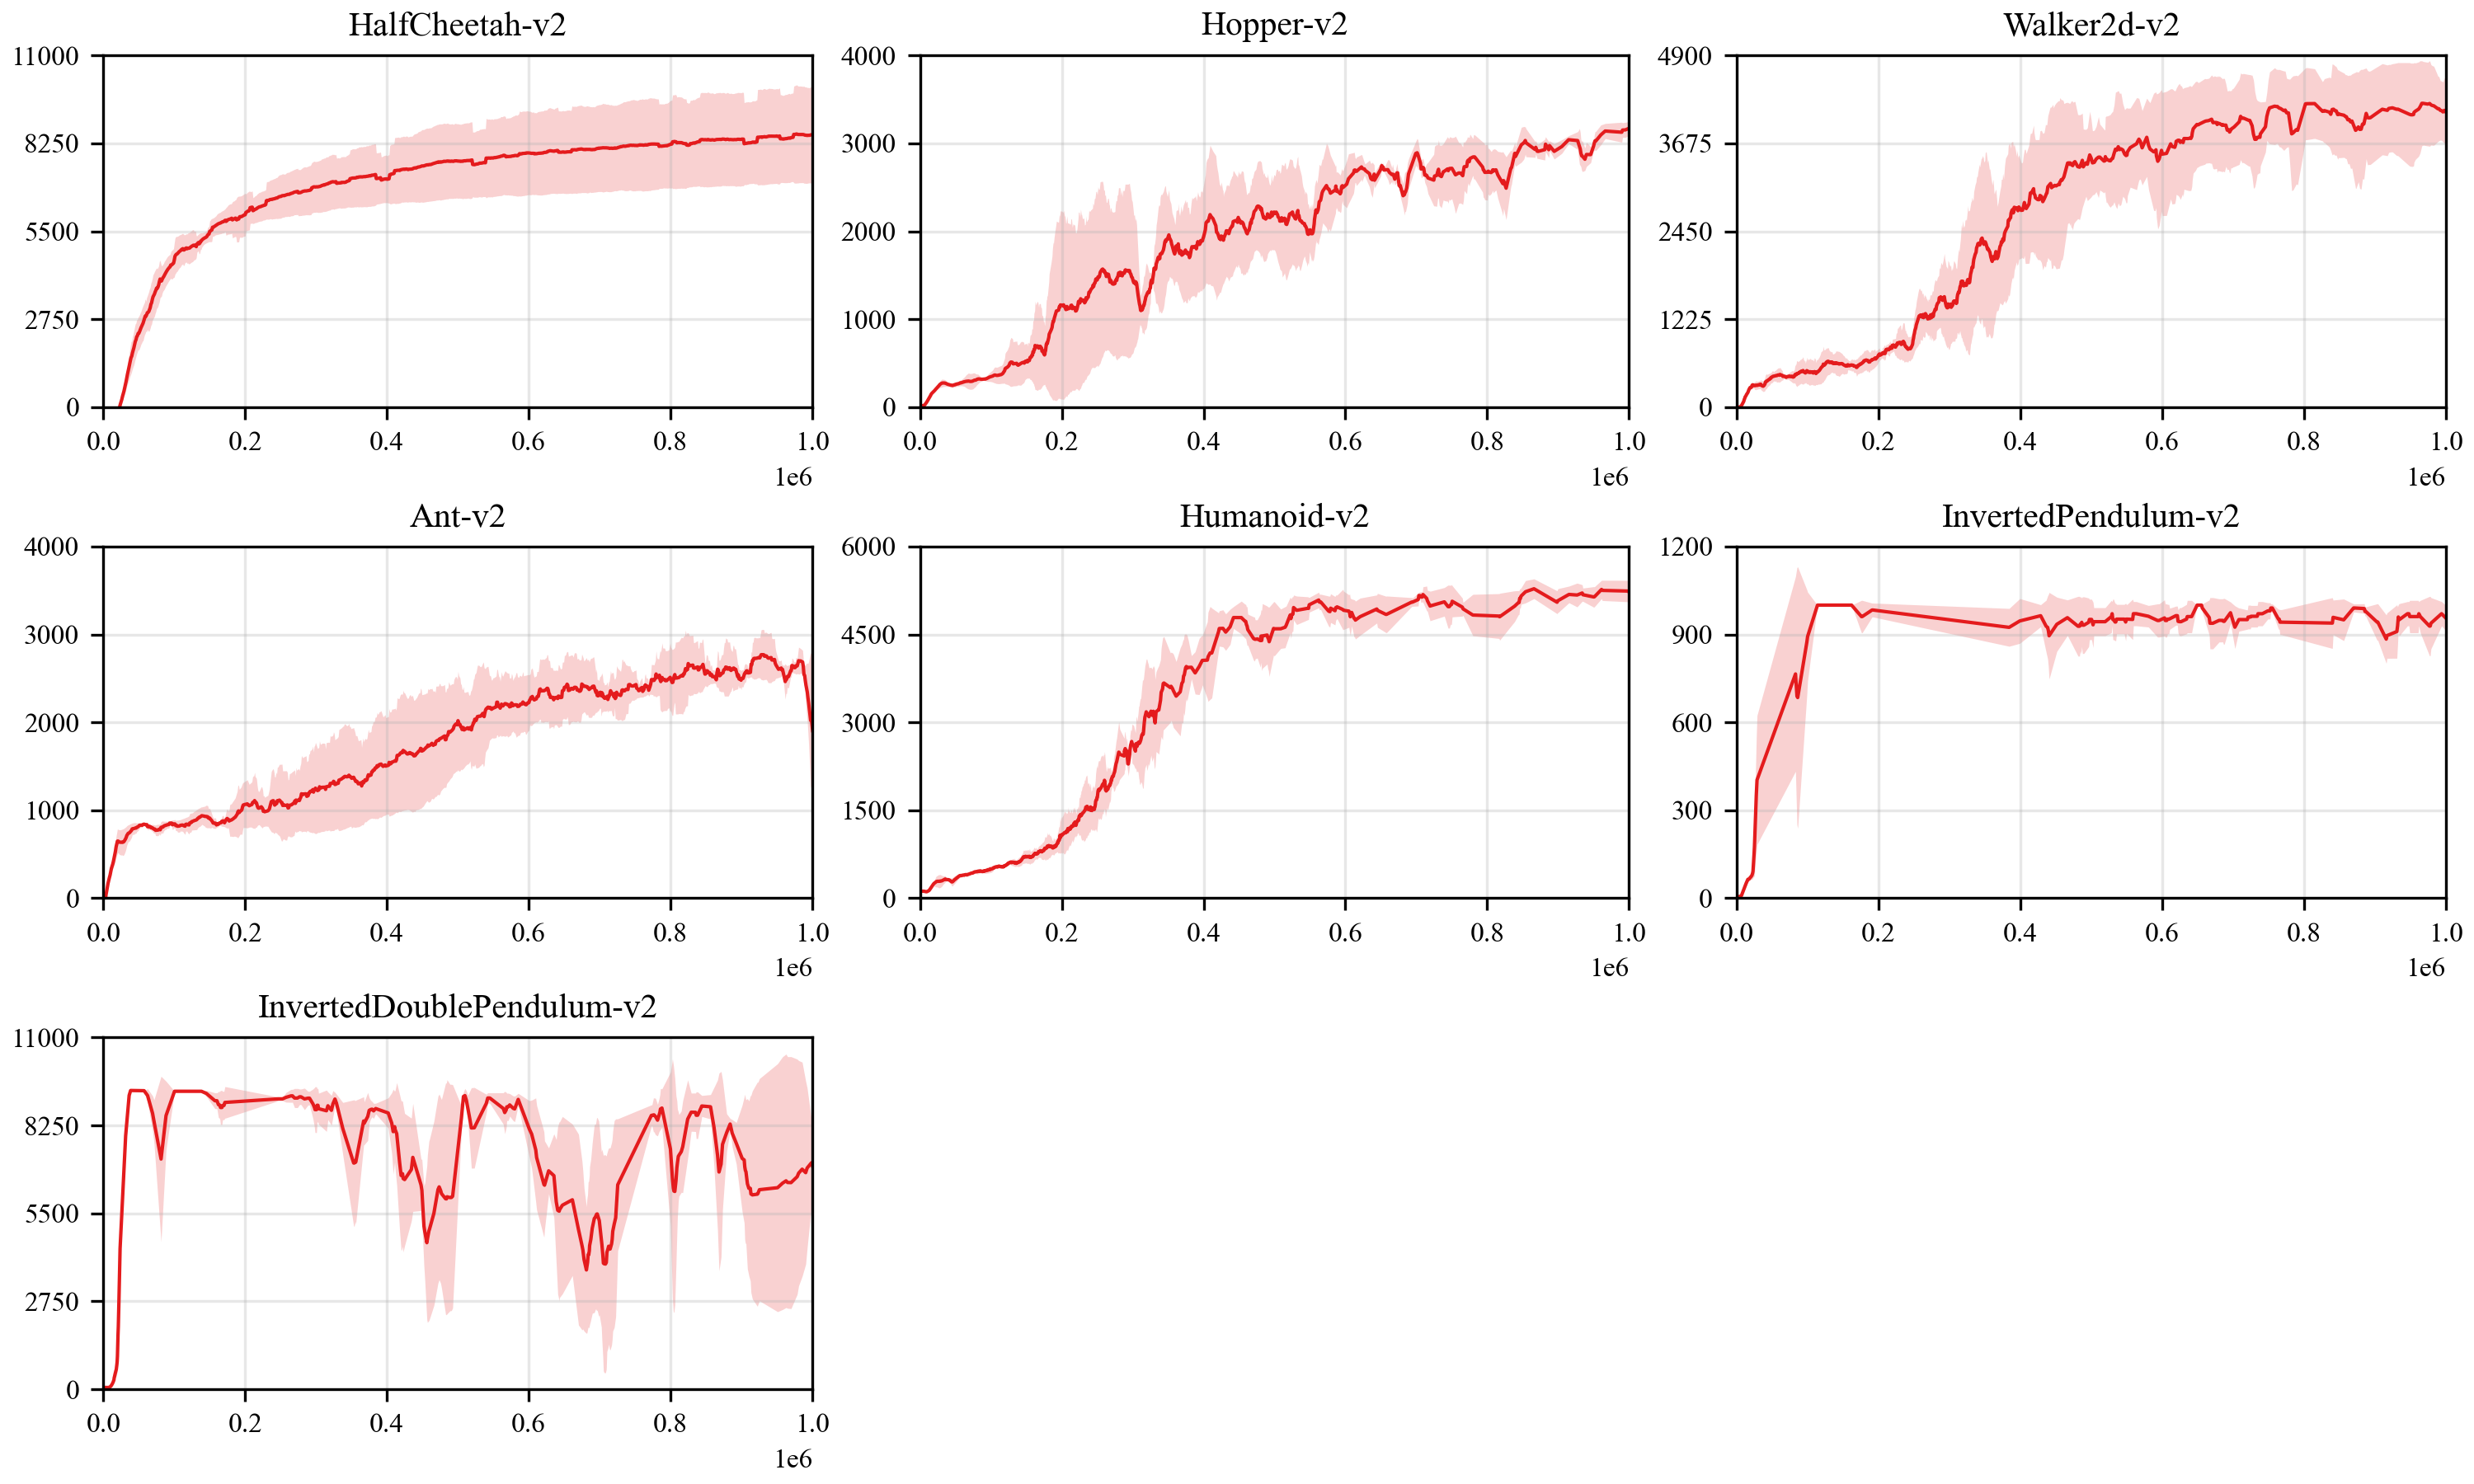 HalfCheetah-v2
11000
8250
5500
2750
0
0.0 0.2 0.4 0.6 0.8 1.0
1e6
Hopper-v2
4000
3000
2000
1000
0
0.0 0.2 0.4 0.6 0.8 1.0
1e6
Walker2d-v2
4900
3675
2450
1225
0
0.0 0.2 0.4 0.6 0.8 1.0
1e6
Ant-v2
4000
3000
2000
1000
0
0.0 0.2 0.4 0.6 0.8 1.0
1e6
Humanoid-v2
6000
4500
3000
1500
0
0.0 0.2 0.4 0.6 0.8 1.0
1e6
InvertedPendulum-v2
1200
900
600
300
0
0.0 0.2 0.4 0.6 0.8 1.0
1e6
InvertedDoublePendulum-v2
11000
8250
5500
2750
0
0.0 0.2 0.4 0.6 0.8 1.0
1e6